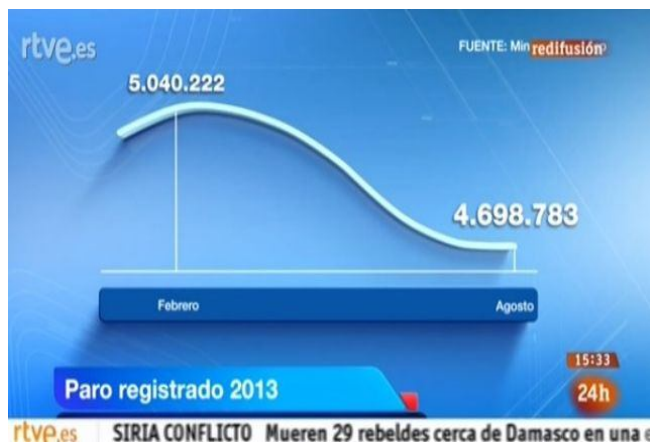 rtve.es
FUENTE: Min redifusión
5.040.222
4.698.783
Febrero
Agosto
Paro registrado 2013
15:33
24h
rtve.es SIRIA CONFLICTO Mueren 29 rebeldes cerca de Damasco en una